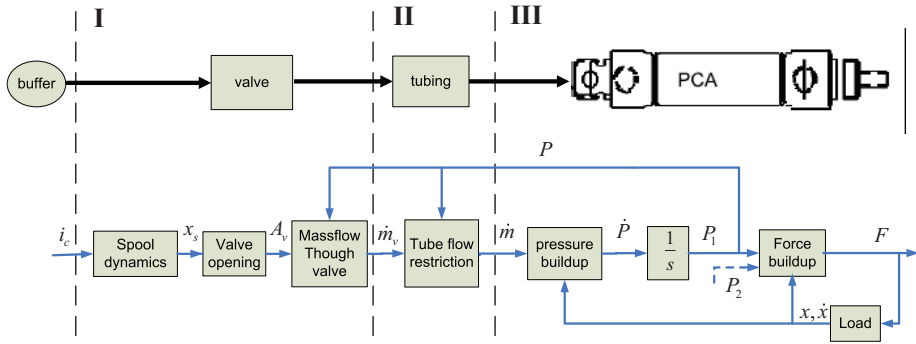 I
II
III
buffer
valve
tubing
PCA
P
i_c
Spool
dynamics
x_s
Valve
opening
A_v
Massflow
Though
valve
ṁ_v
Tube flow
restriction
ṁ
pressure
buildup
Ṗ
1
s
P_1
P_2
Force
buildup
F
x, ẋ
Load